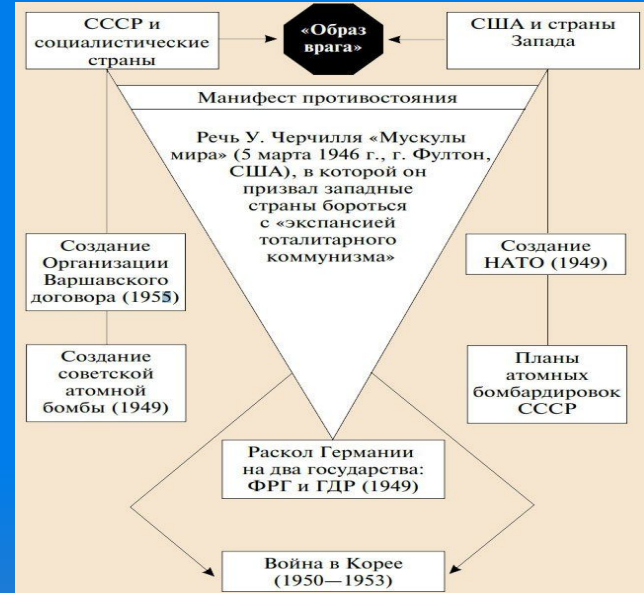 СССР и
социалистические
страны
«Образ
врага»
США и страны
Запада
Манифест противостояния
Речь У. Черчилля «Мускулы
мира» (5 марта 1946 г., г. Фултон,
США), в которой он
призвал западные
страны бороться
с «экспансией
тоталитарного
коммунизма»
Создание
Организации
Варшавского
договора (1955)
Создание
НАТО (1949)
Создание
советской
атомной
бомбы (1949)
Планы
атомных
бомбардировок
СССР
Раскол Германии
на два государства:
ФРГ и ГДР (1949)
Война в Корее
(1950—1953)